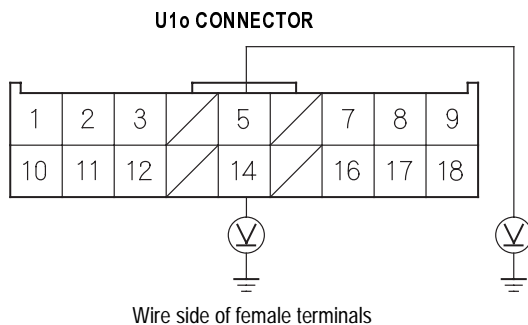 U1o CONNECTOR
1 2 3 5 7 8 9
10 11 12 14 16 17 18
V V
Wire side of female terminals